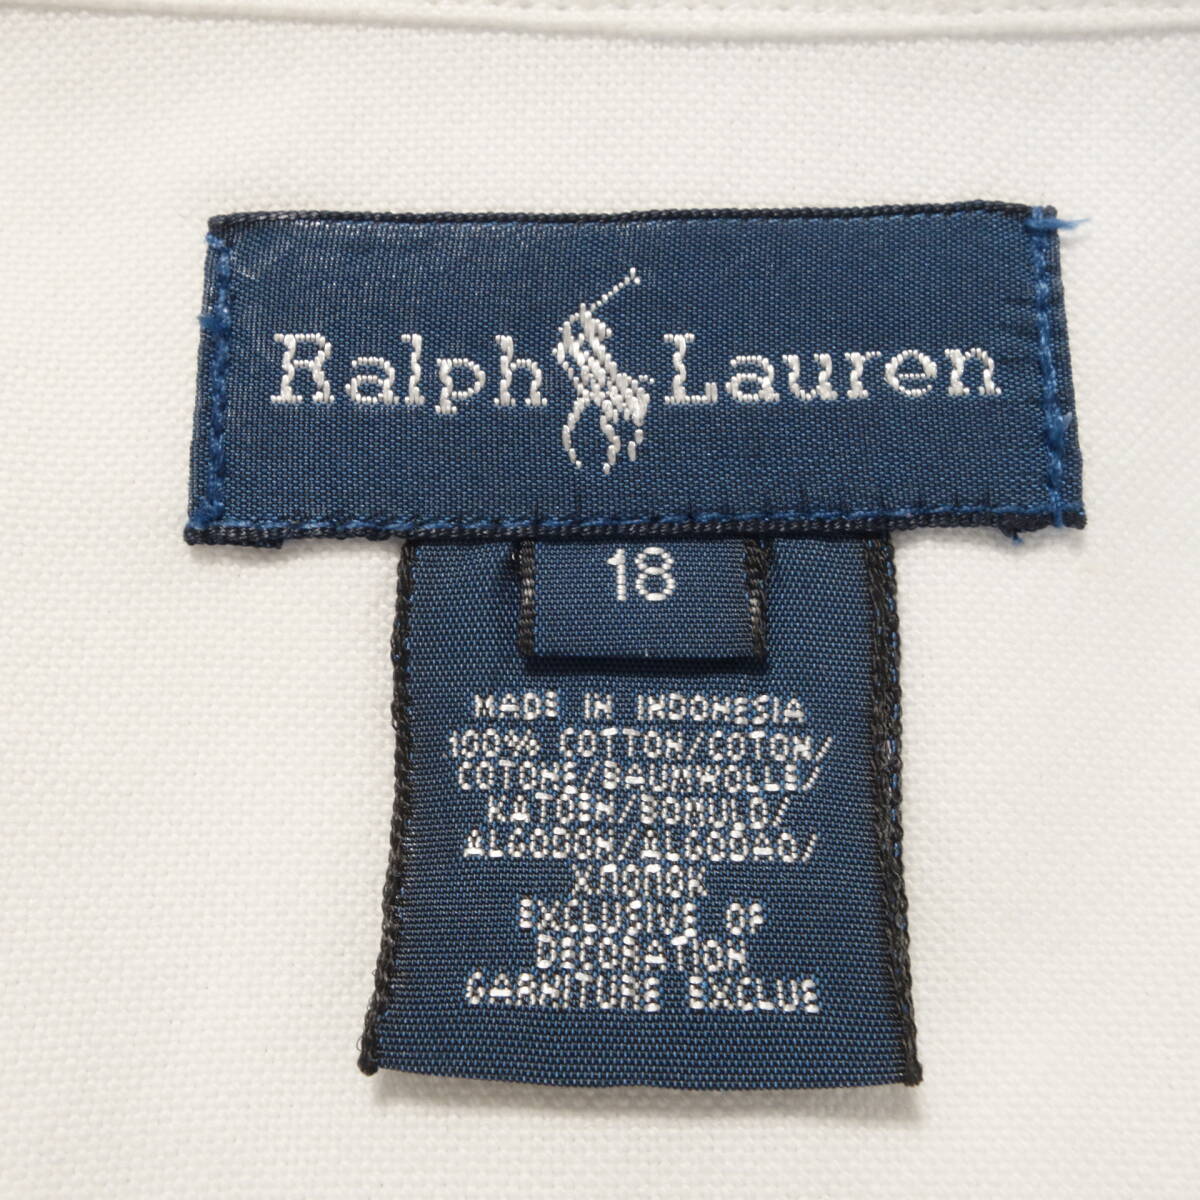 Ralph Lauren
18
MADE IN INDONESIA
100% COTTON/COTON/
COTONE/BAUMWOLLE/
KATOEN/BOMULD/
ALGODON/ALGODAO/
ХЛОПОК
EXCLUSIVE OF
DECORATION
GARNITURE EXCLUE